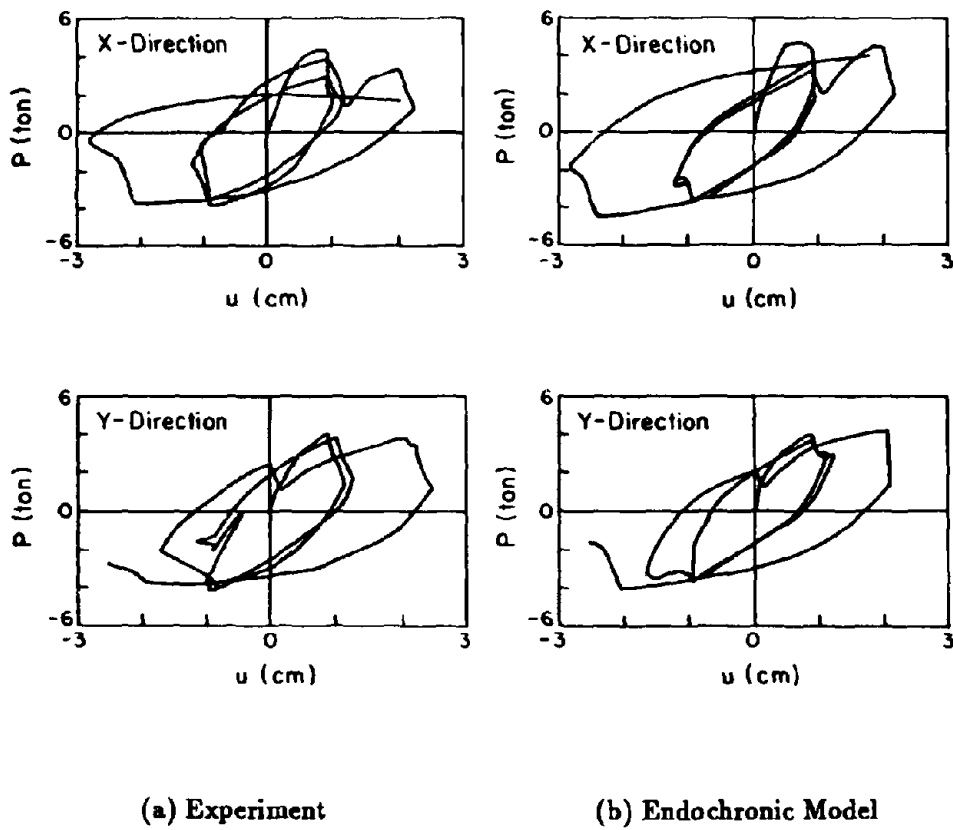 6
X-Direction
P (ton)
0
-6
-3
0
3
u (cm)
6
X-Direction
P (ton)
0
-6
-3
0
3
u (cm)
6
Y-Direction
P (ton)
0
-6
-3
0
3
u (cm)
6
Y-Direction
P (ton)
0
-6
-3
0
3
u (cm)
(a) Experiment
(b) Endochronic Model